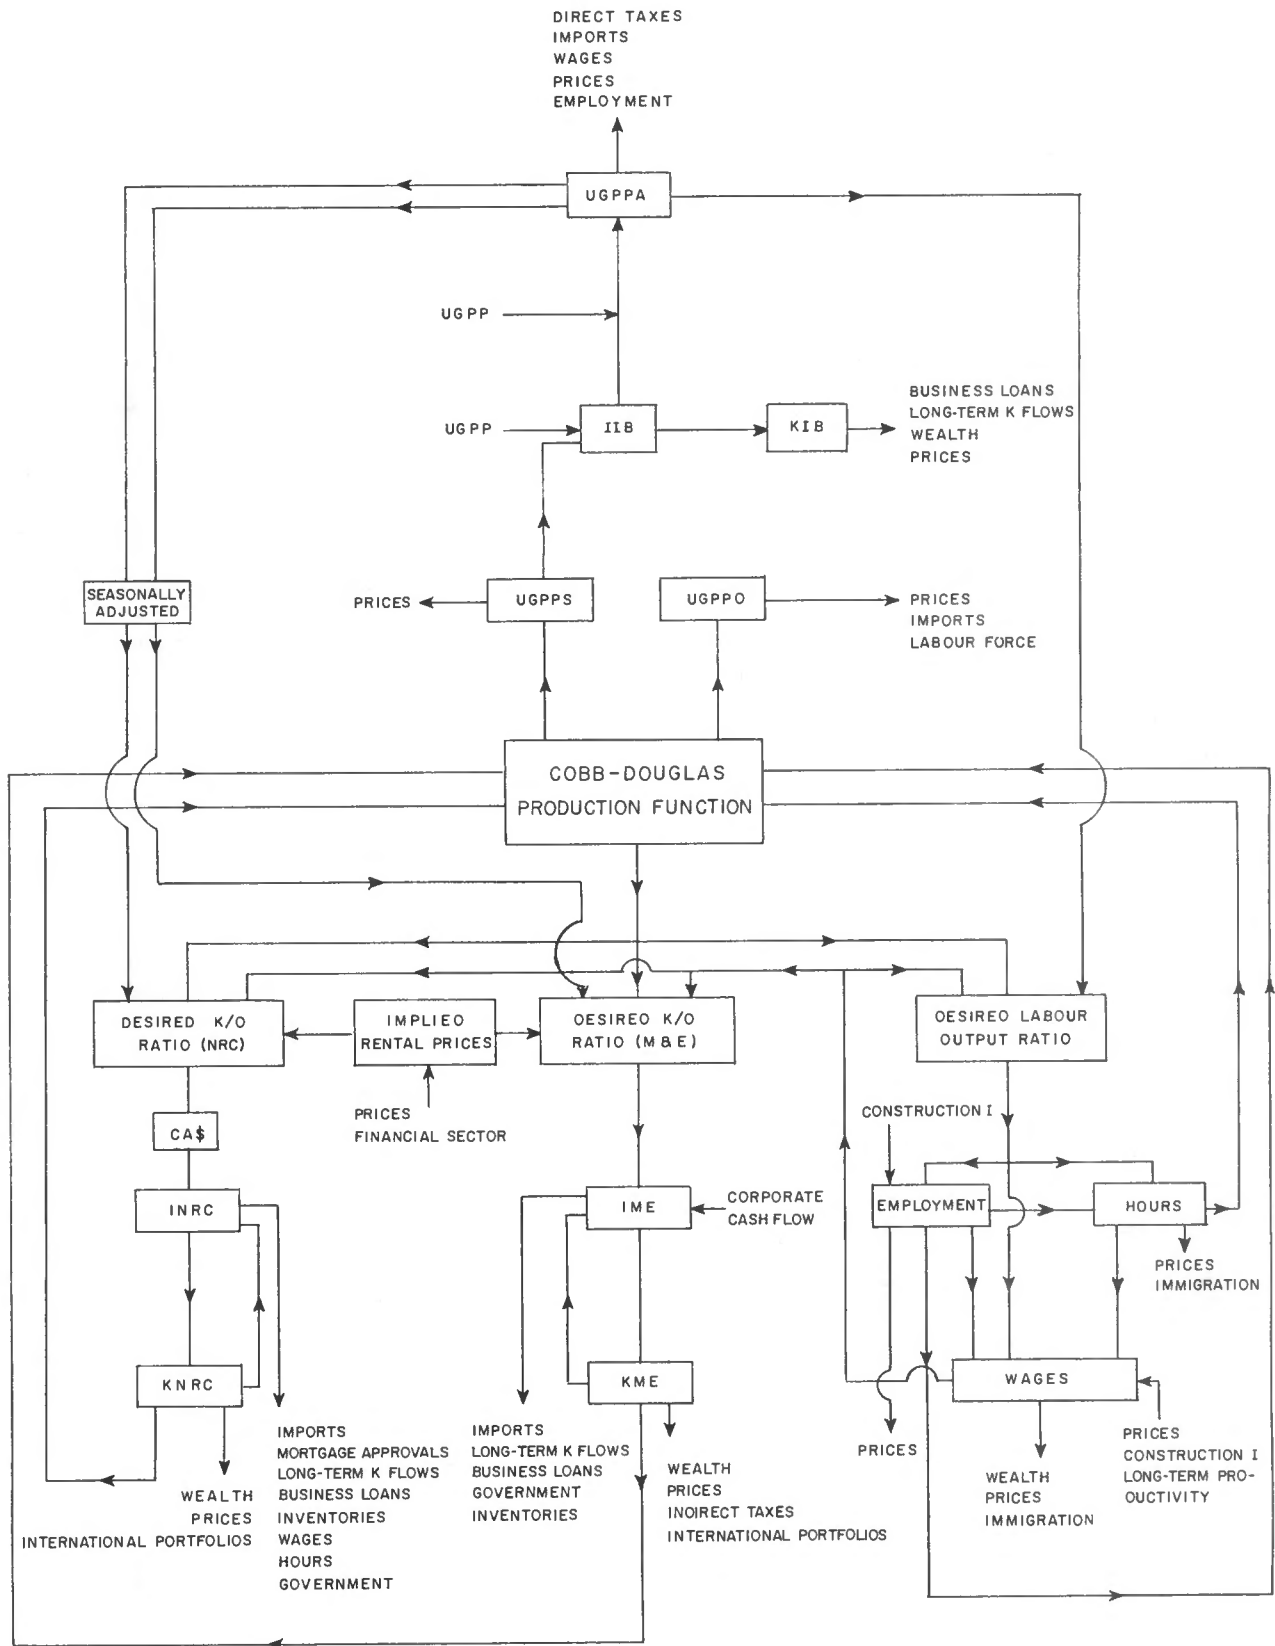 DIRECT TAXES
IMPORTS
WAGES
PRICES
EMPLOYMENT
UGPPA
UGPP
UGPP
IIB
KIB
BUSINESS LOANS
LONG-TERM K FLOWS
WEALTH
PRICES
SEASONALLY
ADJUSTED
PRICES
UGPPS
UGPPO
PRICES
IMPORTS
LABOUR FORCE
COBB-DOUGLAS
PRODUCTION FUNCTION
DESIRED K/O
RATIO (NRC)
IMPLIEO
RENTAL PRICES
OESIREO K/O
RATIO (M & E)
OESIREO LABOUR
OUTPUT RATIO
PRICES
FINANCIAL SECTOR
CA$
CONSTRUCTION I
INRC
IME
CORPORATE
CASH FLOW
EMPLOYMENT
HOURS
PRICES
IMMIGRATION
KNRC
KME
WAGES
WEALTH
PRICES
INTERNATIONAL PORTFOLIOS
IMPORTS
MORTGAGE APPROVALS
LONG-TERM K FLOWS
BUSINESS LOANS
INVENTORIES
WAGES
HOURS
GOVERNMENT
IMPORTS
LONG-TERM K FLOWS
BUSINESS LOANS
GOVERNMENT
INVENTORIES
WEALTH
PRICES
INOIRECT TAXES
INTERNATIONAL PORTFOLIOS
PRICES
WEALTH
PRICES
IMMIGRATION
PRICES
CONSTRUCTION I
LONG-TERM PRO-
OUCTIVITY